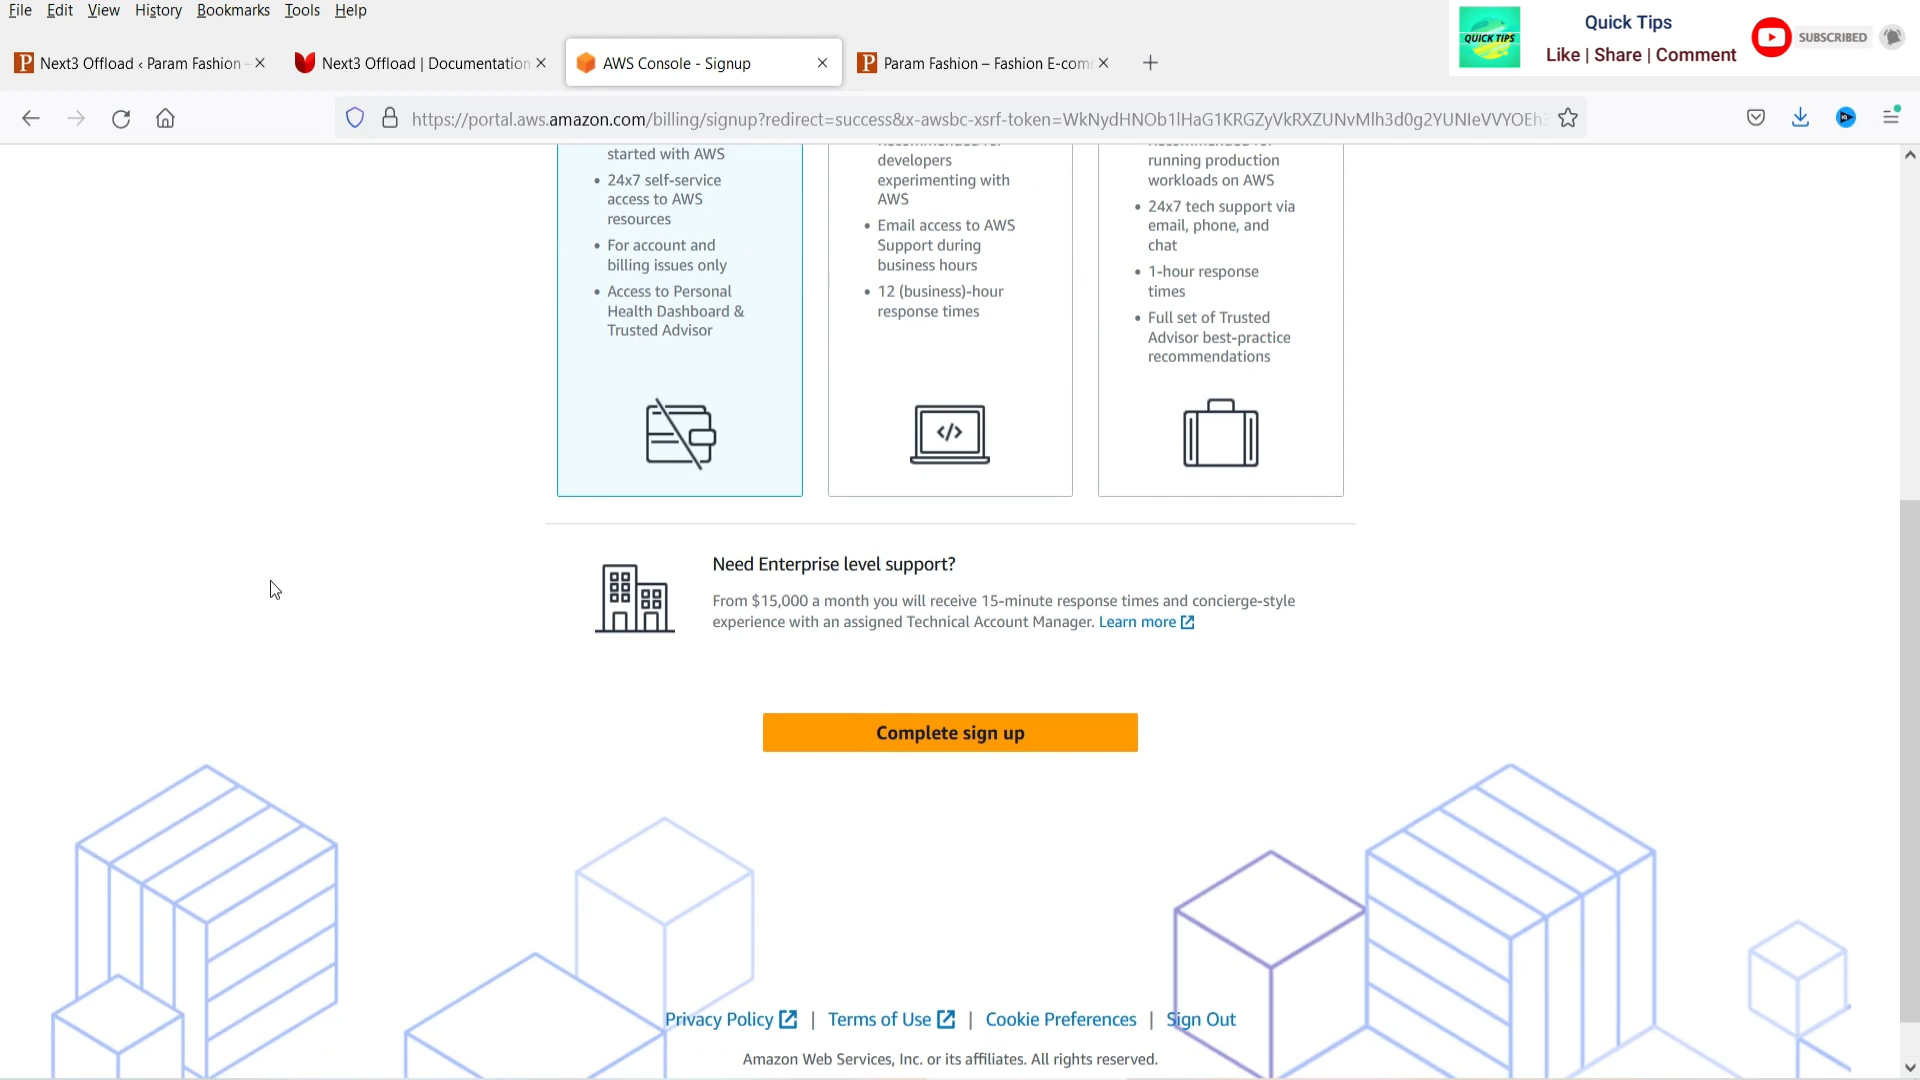 File Edit View History Bookmarks Tools Help
QUICK TIPS
Quick Tips
Like | Share | Comment
SUBSCRIBED
Next3 Offload ‹ Param Fashion
Next3 Offload | Documentation
AWS Console - Signup
Param Fashion – Fashion E-com
https://portal.aws.amazon.com/billing/signup?redirect=success&x-awsbc-xsrf-token=
started with AWS
• 24x7 self-service
access to AWS
resources
• For account and
billing issues only
• Access to Personal
Health Dashboard &
Trusted Advisor
Recommended for
developers
experimenting with
AWS
• Email access to AWS
Support during
business hours
• 12 (business)-hour
response times
</>
Recommended for
running production
workloads on AWS
• 24x7 tech support via
email, phone, and
chat
• 1-hour response
times
• Full set of Trusted
Advisor best-practice
recommendations
Need Enterprise level support?
From $15,000 a month you will receive 15-minute response times and concierge-style
experience with an assigned Technical Account Manager. Learn more
Complete sign up
Privacy Policy | Terms of Use | Cookie Preferences | Sign Out
Amazon Web Services, Inc. or its affiliates. All rights reserved.